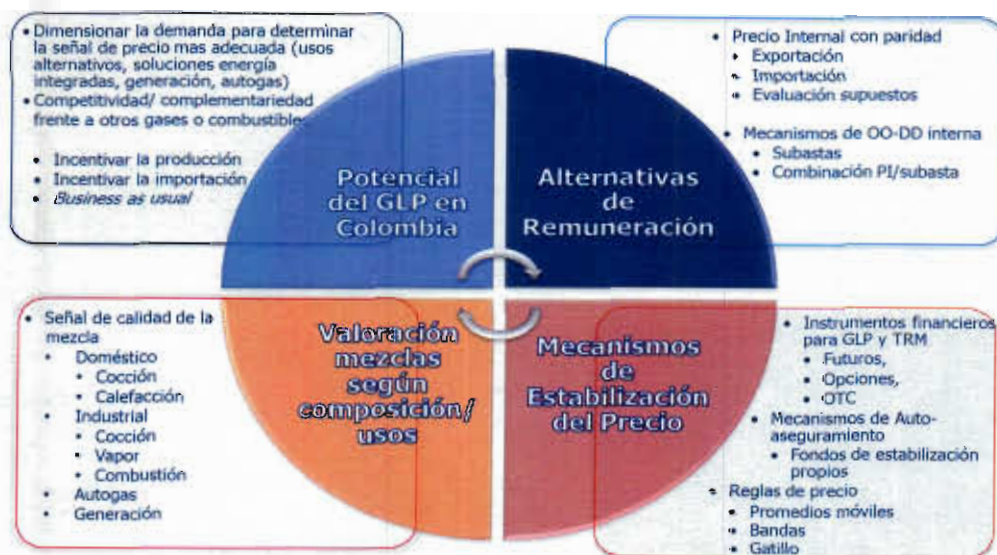 • Dimensionar la demanda para determinar
la señal de precio mas adecuada (usos
alternativos, soluciones energía
integradas, generación, autogas)
• Competitividad/ complementariedad
frente a otros gases o combustibles
• Incentivar la producción
• Incentivar la importación
• Business as usual
Potencial
del GLP en
Colombia
• Precio Internal con paridad
• Exportación
• Importación
• Evaluación supuestos
• Mecanismos de OO-DD interna
• Subastas
• Combinación PI/subasta
Alternativas
de
Remuneración
• Señal de calidad de la
mezcla
• Doméstico
• Cocción
• Calefacción
• Industrial
• Cocción
• Vapor
• Combustión
• Autogas
• Generación
Valoración
mezclas
según
composición/
usos
Mecanismos
de
Estabilización
del Precio
• Instrumentos financieros
para GLP y TRM
• Futuros,
• Opciones,
• OTC
• Mecanismos de Auto-
aseguramiento
• Fondos de estabilización
propios
• Reglas de precio
• Promedios móviles
• Bandas
• Gatillo